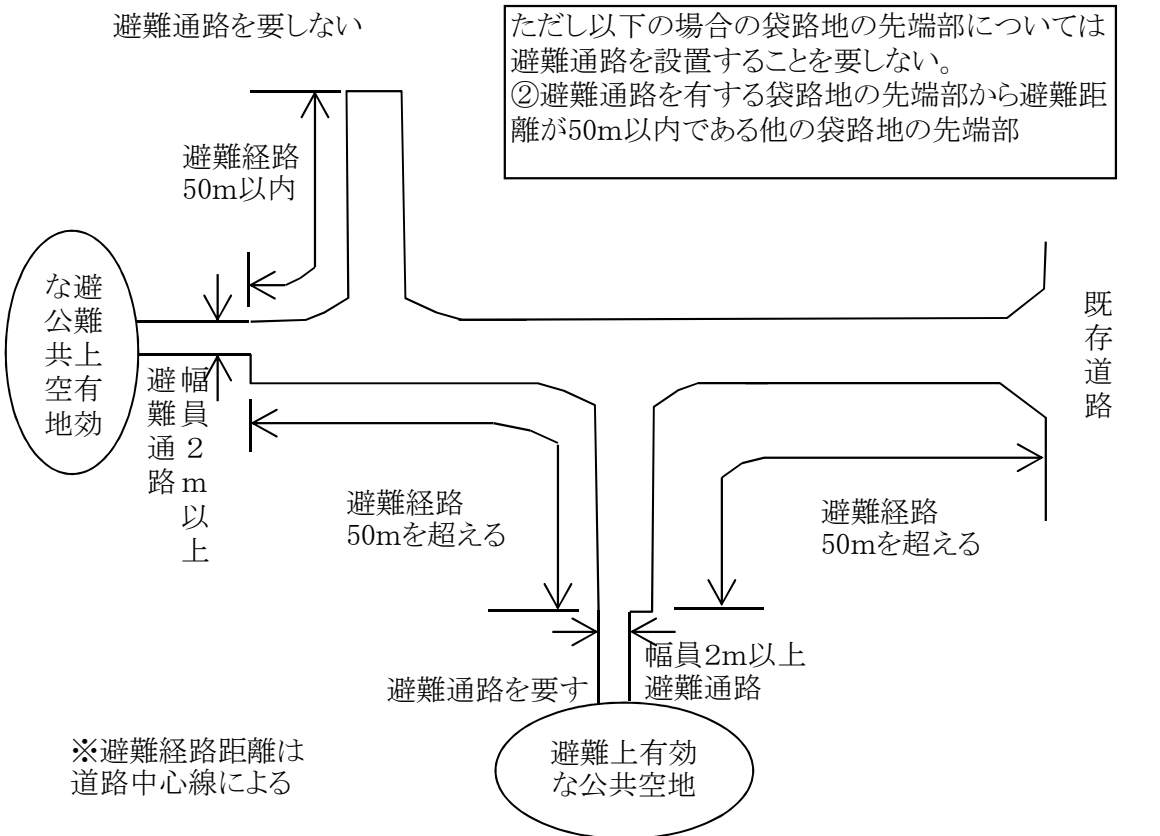 避難通路を要しない
ただし以下の場合の袋路地の先端部については
避難通路を設置することを要しない。
②避難通路を有する袋路地の先端部から避難距
離が50m以内である他の袋路地の先端部
避難経路
50m以内
避難上有効
な公共空地
幅員２m以上
避難通路
既存道路
避難経路
50mを超える
避難経路
50mを超える
幅員2m以上
避難通路
避難通路を要す
避難上有効
な公共空地
※避難経路距離は
道路中心線による